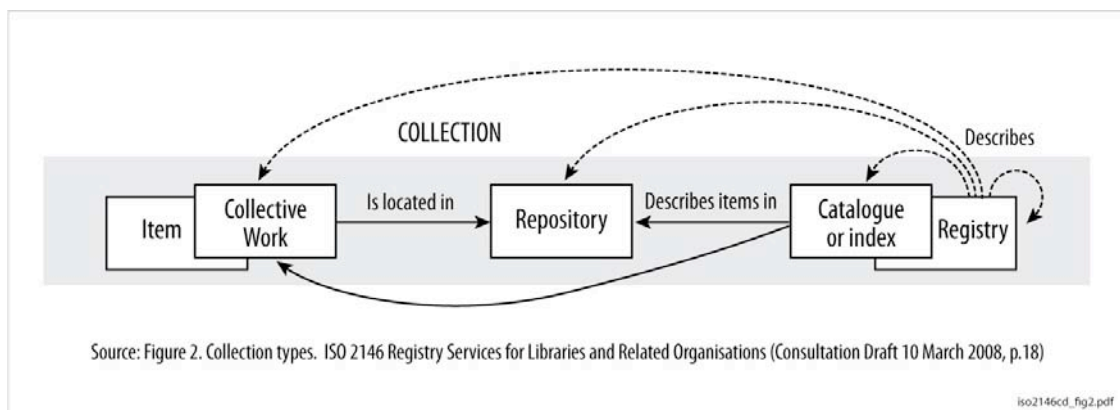 COLLECTION
Describes
Item
Collective
Work
Is located in
Repository
Describes items in
Catalogue
or index
Registry
Source: Figure 2. Collection types. ISO 2146 Registry Services for Libraries and Related Organisations (Consultation Draft 10 March 2008, p.18)
iso2146cd_fig2.pdf